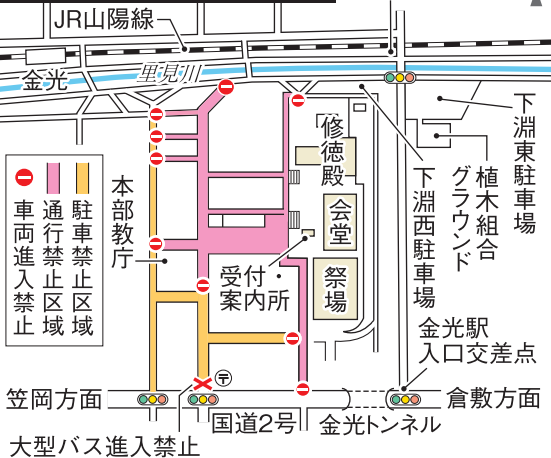 JR山陽線
金光
里見川
下淵東駐車場
植木組合
グラウンド
下淵西駐車場
修徳殿
会堂
祭場
受付・
案内所
本部教庁
駐車禁止区域
通行禁止区域
車両進入禁止
金光駅
入口交差点
笠岡方面
国道2号
金光トンネル
倉敷方面
大型バス進入禁止
〒